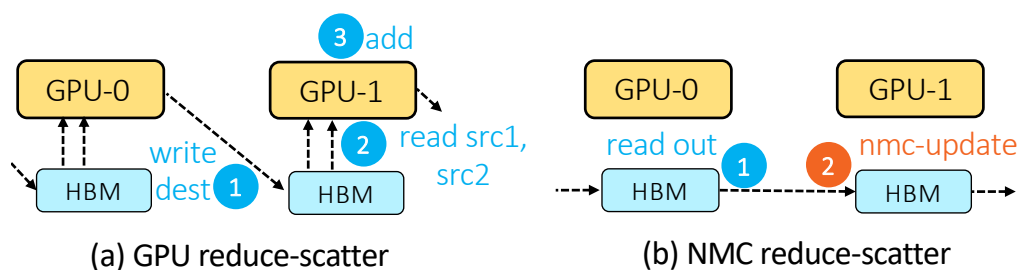 3 add
GPU-0
GPU-1
GPU-0
GPU-1
write
dest 1
2 read src1,
src2
read out
1
2
nmc-update
HBM
HBM
HBM
HBM
(a) GPU reduce-scatter
(b) NMC reduce-scatter